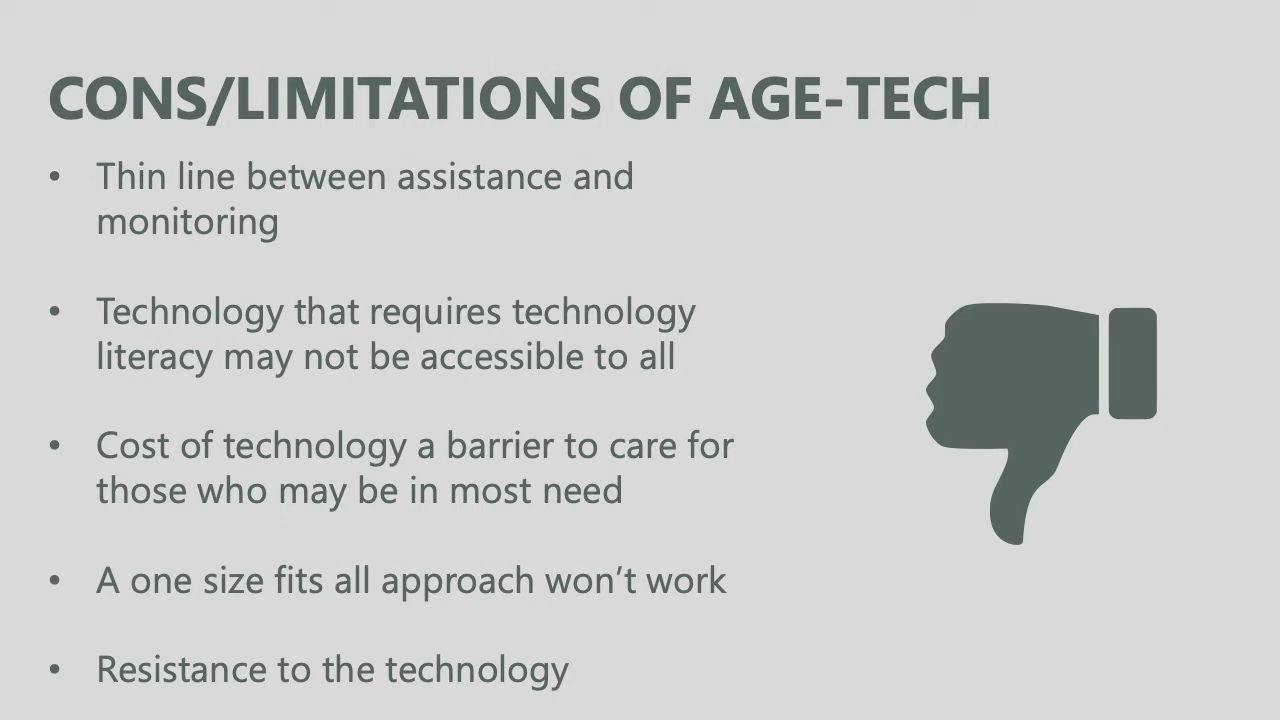 CONS/LIMITATIONS OF AGE-TECH
• Thin line between assistance and
monitoring
• Technology that requires technology
literacy may not be accessible to all
• Cost of technology a barrier to care for
those who may be in most need
• A one size fits all approach won’t work
• Resistance to the technology